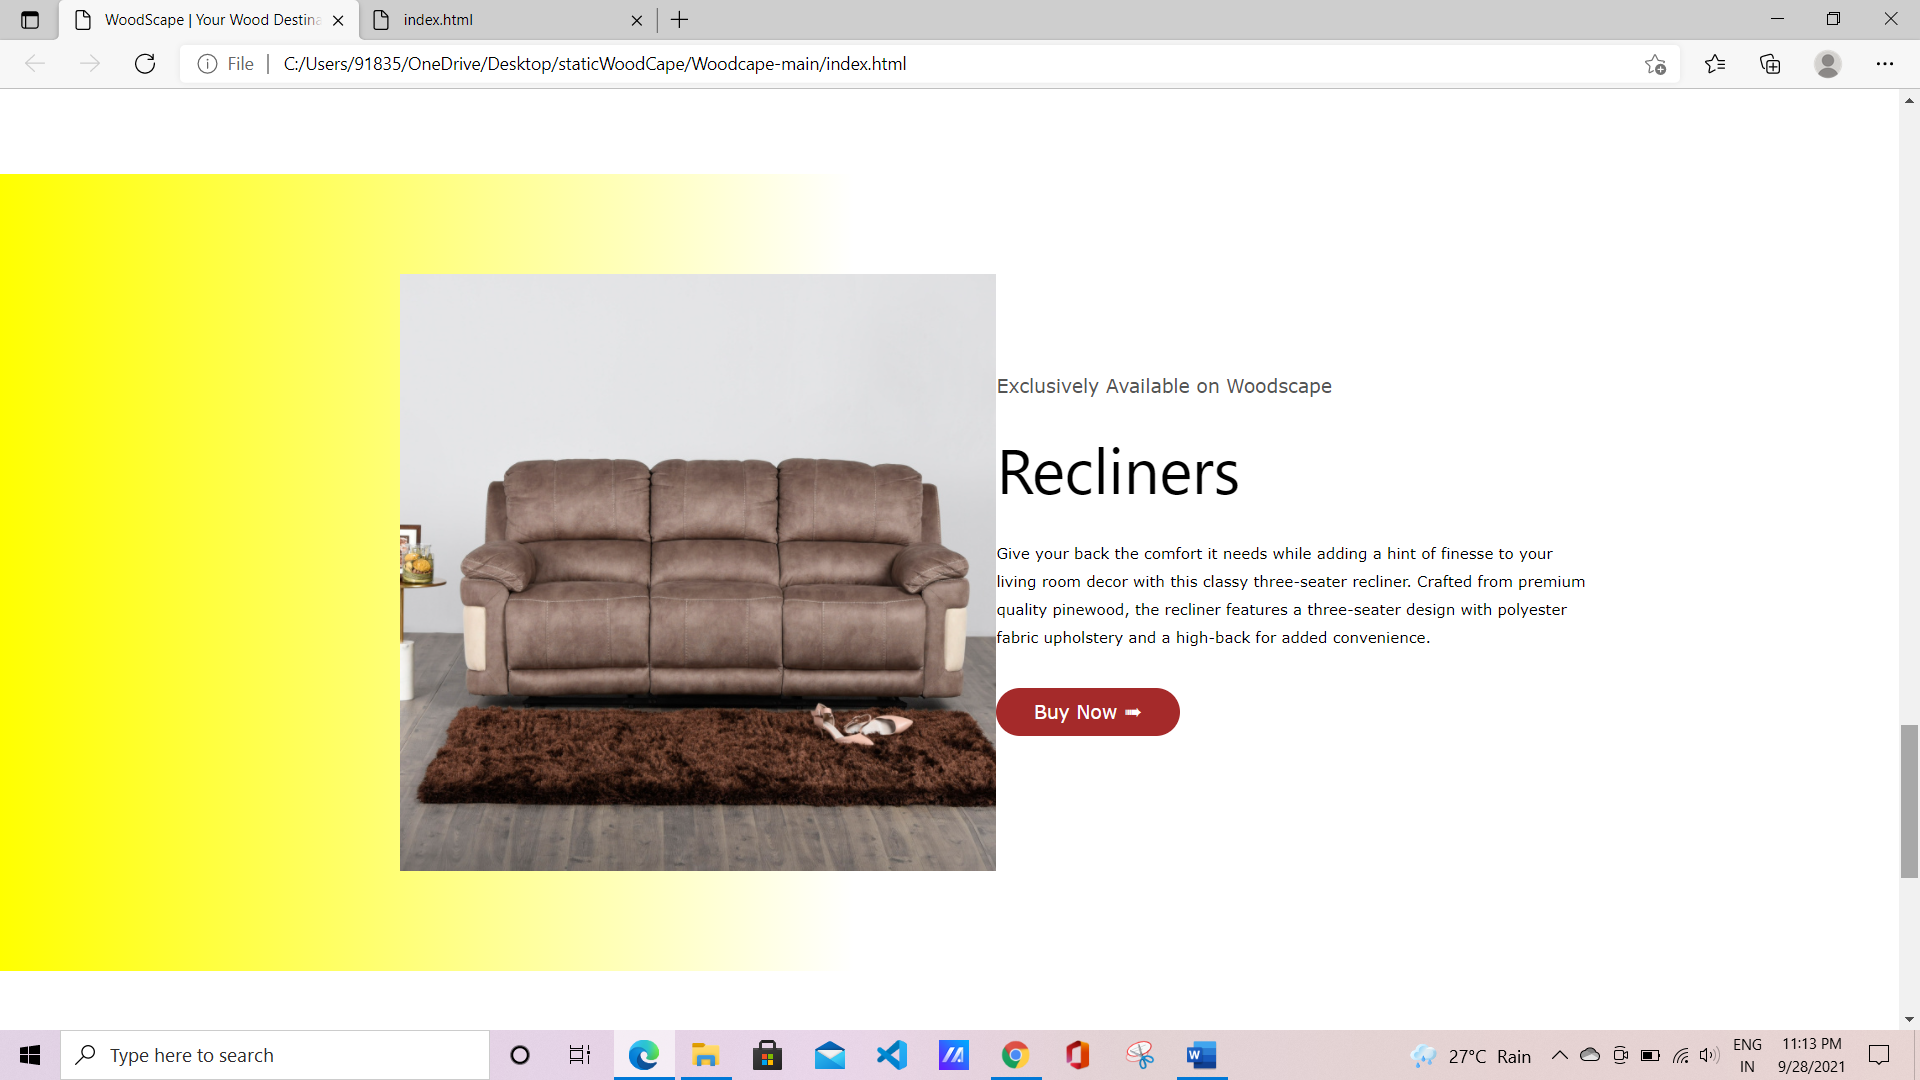 WoodScape | Your Wood Destina
index.html
File
C:/Users/91835/OneDrive/Desktop/staticWoodCape/Woodcape-main/index.html
Exclusively Available on Woodscape
Recliners
Give your back the comfort it needs while adding a hint of finesse to your
living room decor with this classy three-seater recliner. Crafted from premium
quality pinewood, the recliner features a three-seater design with polyester
fabric upholstery and a high-back for added convenience.
Buy Now ➠
Type here to search
27°C Rain
ENG
IN
11:13 PM
9/28/2021